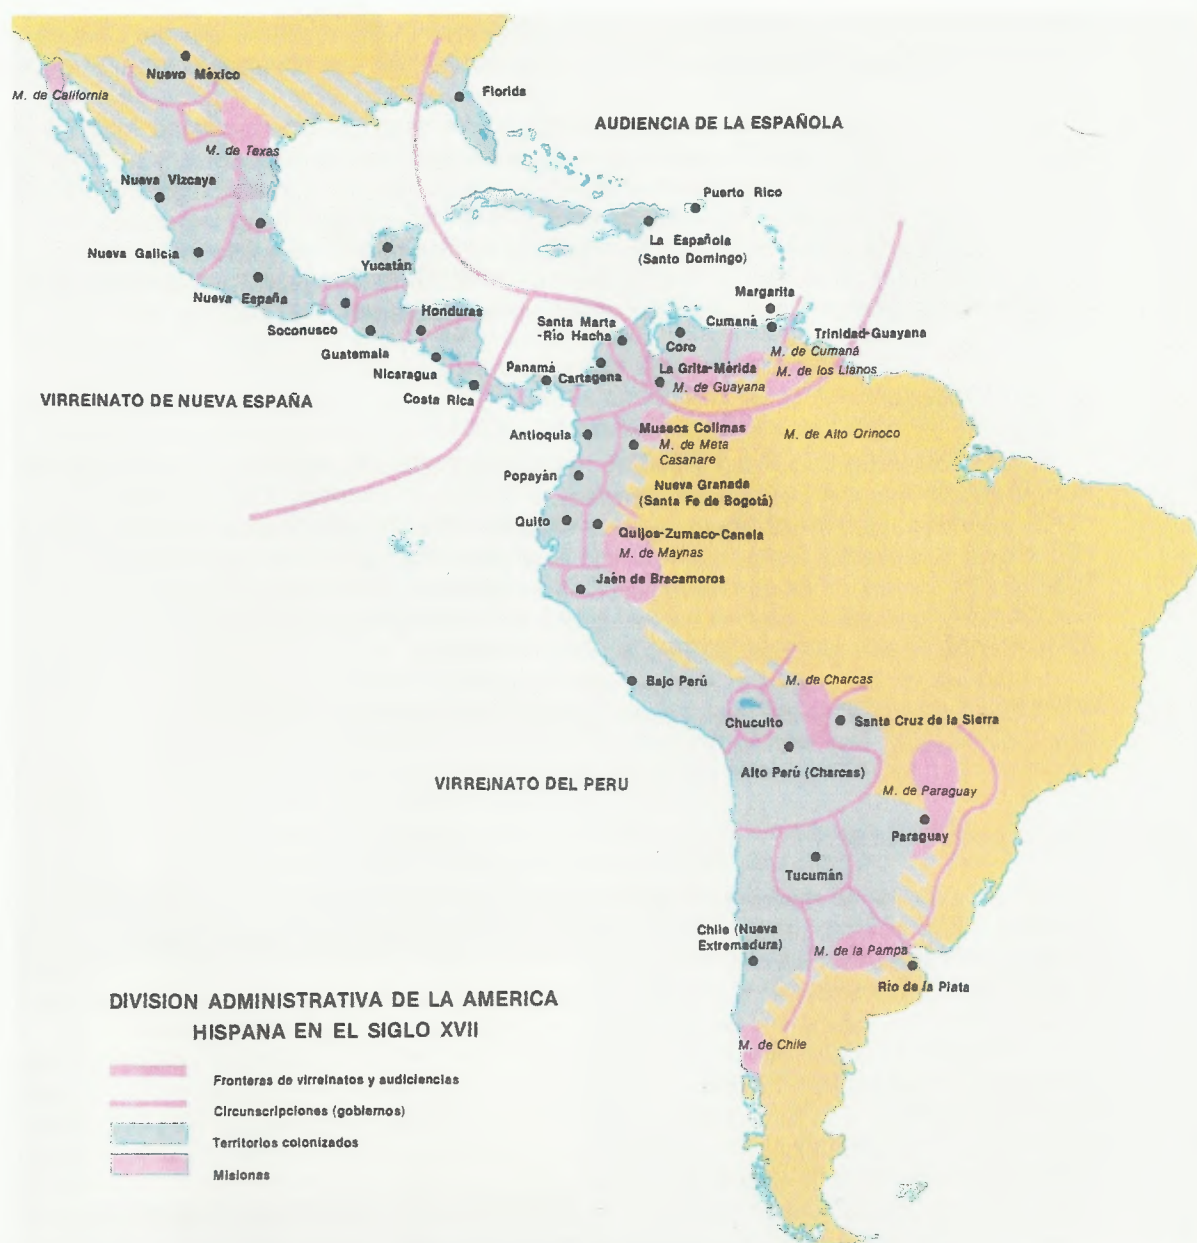 Nuevo México
M. de California
Florida
AUDIENCIA DE LA ESPAÑOLA
M. de Texas
Nueva Vizcaya
Puerto Rico
Nueva Galicia
La Española
(Santo Domingo)
Yucatán
Nueva España
Margarita
Honduras
Santa Marta
-Rio Hacha
Cumaná
Trinidad-Guayana
Soconusco
Coro
M. de Cumaná
Guatemala
Nicaragua
Panamá
Cartagena
La Grita-Mérida
M. de los Llanos
M. de Guayana
Costa Rica
VIRREINATO DE NUEVA ESPAÑA
Antioquia
Museos Colimas
M. de Alto Orinoco
M. de Meta
Casanare
Popayán
Nueva Granada
(Santa Fe de Bogotá)
Quito
Quijos-Zumaco-Canela
M. de Maynas
Jaén de Bracamoros
Bajo Perú
M. de Charcas
Chucuito
Santa Cruz de la Sierra
Alto Perú (Charcas)
VIRREINATO DEL PERU
M. de Paraguay
Paraguay
Tucumán
Chile (Nueva
Extremadura)
M. de la Pampa
Rio de la Plata
DIVISION ADMINISTRATIVA DE LA AMERICA
HISPANA EN EL SIGLO XVII
M. de Chile
Fronteras de virreinatos y audiciencias
Circunscripciones (gobiernos)
Territorios colonizados
Misionas